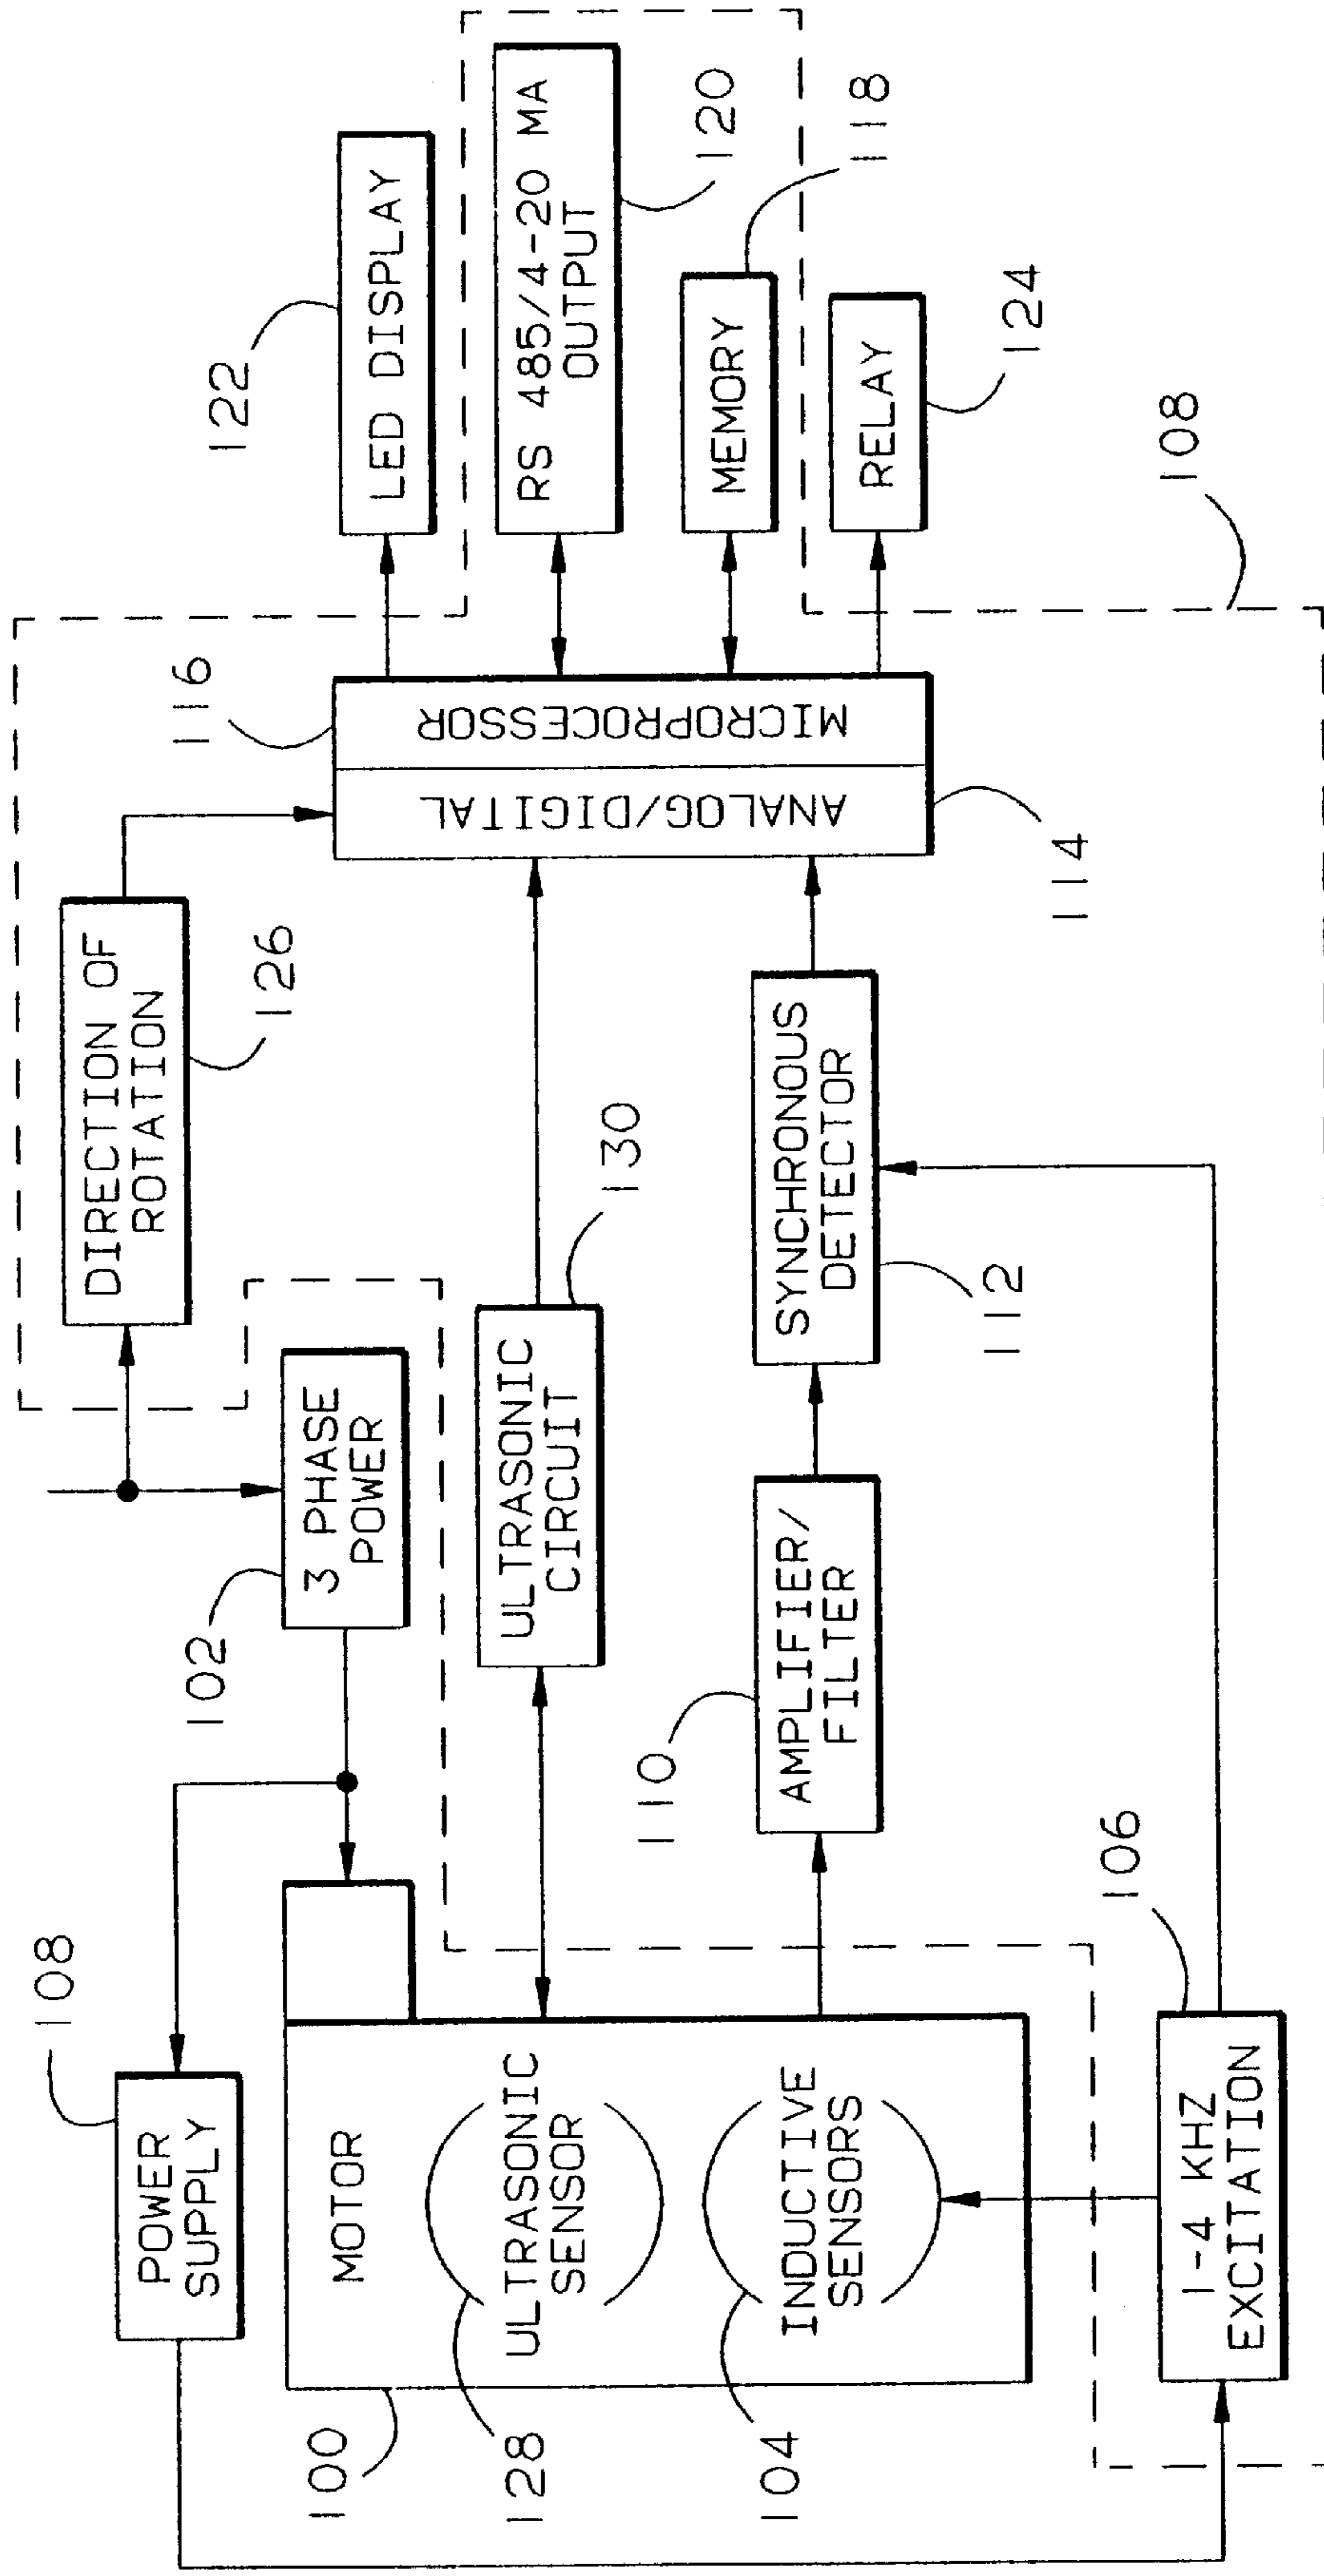 108
POWER
SUPPLY
102
3 PHASE
POWER
DIRECTION OF
ROTATION
126
116
122
LED DISPLAY
100
MOTOR
128
ULTRASONIC
SENSOR
ULTRASONIC
CIRCUIT
130
ANALOG/DIGITAL
MICROPROCESSOR
RS 485/4-20 MA
OUTPUT
120
104
INDUCTIVE
SENSORS
110
AMPLIFIER/
FILTER
SYNCHRONOUS
DETECTOR
112
114
MEMORY
118
RELAY
124
106
1-4 KHZ
EXCITATION
108